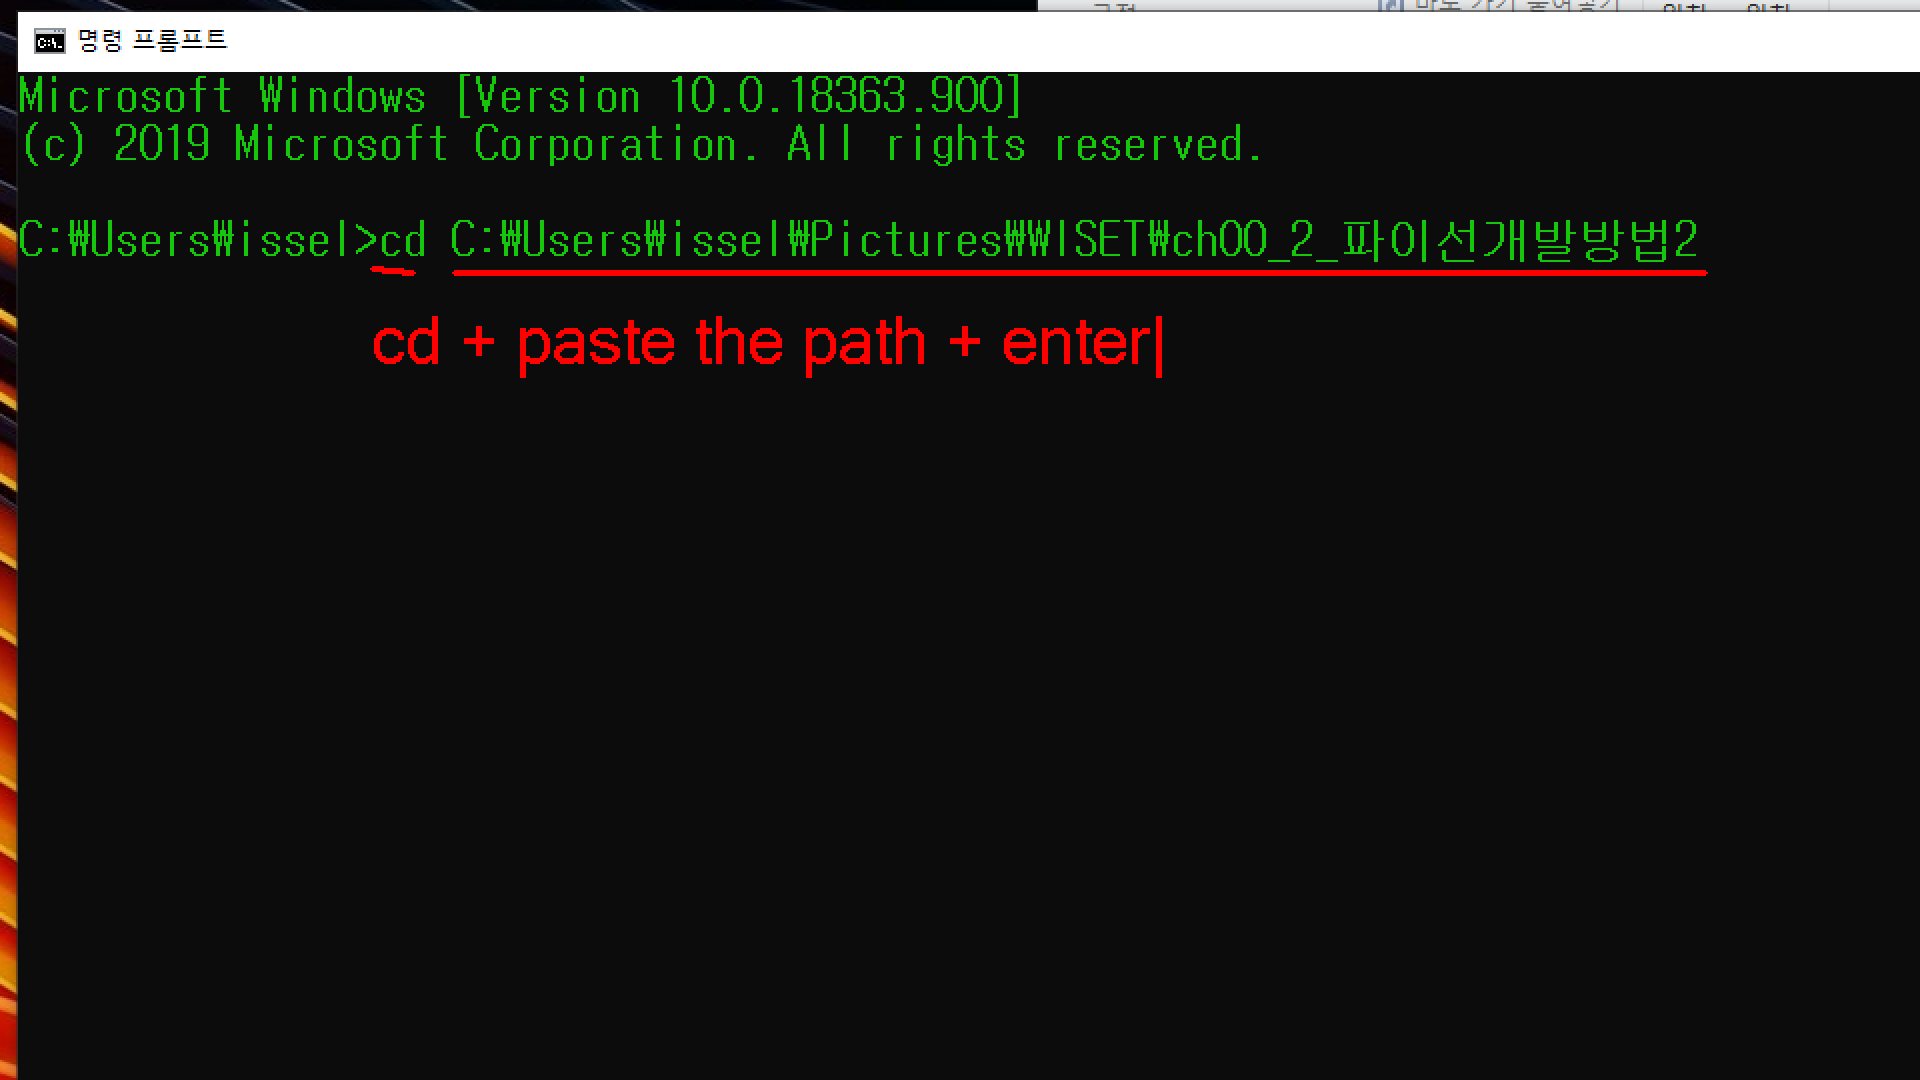 명령 프롬프트
Microsoft Windows [Version 10.0.18363.900]
(c) 2019 Microsoft Corporation. All rights reserved.
C:₩Users₩issel>cd C:₩Users₩issel₩Pictures₩WISET₩ch00_2_파이선개발방법2
cd + paste the path + enter